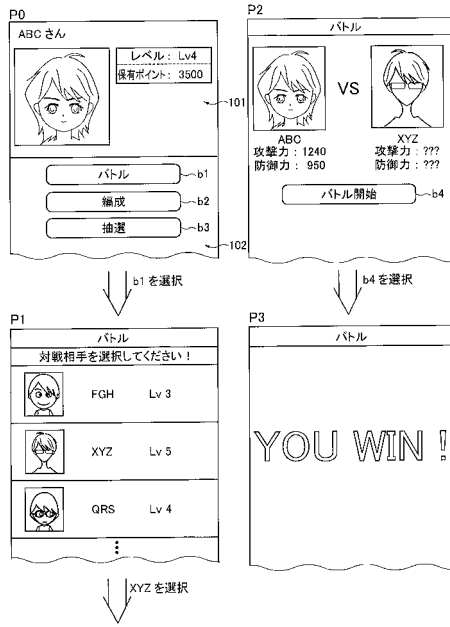 P0
ABC さん
レベル : Lv4
保有ポイント : 3500
101
バトル
b1
編成
b2
抽選
b3
102
b1 を選択
P1
バトル
対戦相手を選択してください！
FGH Lv 3
XYZ Lv 5
QRS Lv 4
XYZ を選択
P2
バトル
VS
ABC XYZ
攻撃力 : 1240 攻撃力 : ???
防御力 : 950 防御力 : ???
バトル開始
b4
b4 を選択
P3
バトル
YOU WIN !